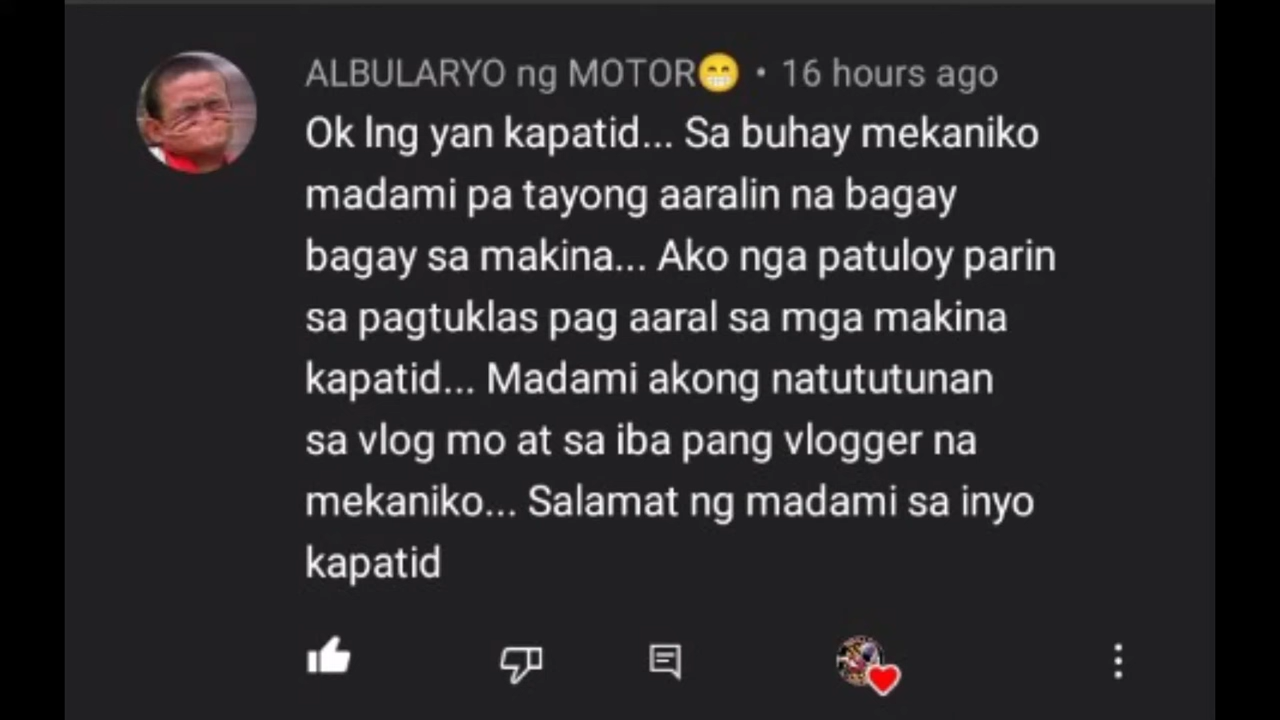 ALBULARYO ng MOTOR😁 • 16 hours ago
Ok lng yan kapatid... Sa buhay mekaniko
madami pa tayong aaralin na bagay
bagay sa makina... Ako nga patuloy parin
sa pagtuklas pag aaral sa mga makina
kapatid... Madami akong natututunan
sa vlog mo at sa iba pang vlogger na
mekaniko... Salamat ng madami sa inyo
kapatid